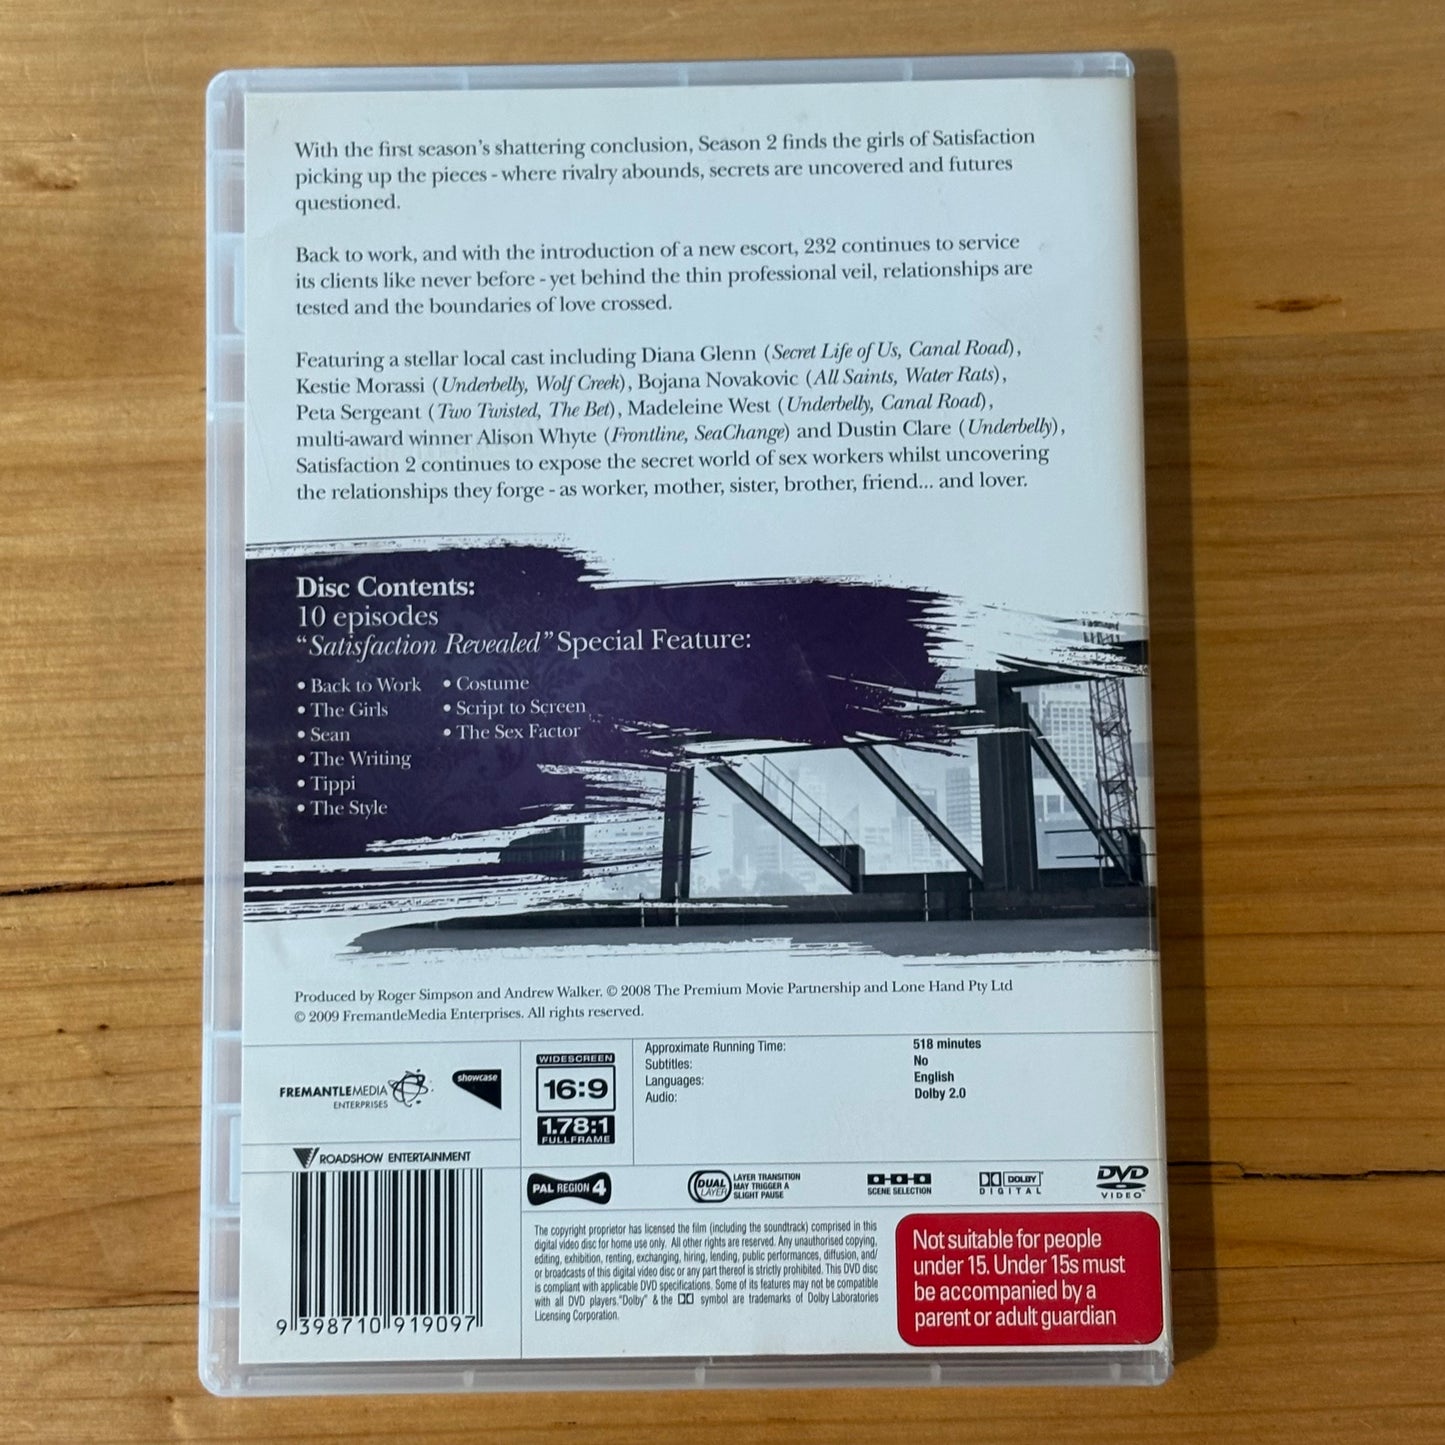 With the first season's shattering conclusion, Season 2 finds the girls of Satisfaction
picking up the pieces - where rivalry abounds, secrets are uncovered and futures
questioned.
Back to work, and with the introduction of a new escort, 232 continues to service
its clients like never before - yet behind the thin professional veil, relationships are
tested and the boundaries of love crossed.
Featuring a stellar local cast including Diana Glenn (Secret Life of Us, Canal Road),
Kestie Morassi (Underbelly, Wolf Creek), Bojana Novakovic (All Saints, Water Rats),
Peta Sergeant (Two Twisted, The Bet), Madeleine West (Underbelly, Canal Road),
multi-award winner Alison Whyte (Frontline, SeaChange) and Dustin Clare (Underbelly),
Satisfaction 2 continues to expose the secret world of sex workers whilst uncovering
the relationships they forge - as worker, mother, sister, brother, friend... and lover.
Disc Contents:
10 episodes
"Satisfaction Revealed" Special Feature:
• Back to Work
• The Girls
• Sean
• The Writing
• Tippi
• The Style
• Costume
• Script to Screen
• The Sex Factor
Produced by Roger Simpson and Andrew Walker. © 2008 The Premium Movie Partnership and Lone Hand Pty Ltd
© 2009 FremantleMedia Enterprises. All rights reserved.
FREMANTLEMEDIA
ENTERPRISES
showcase
WIDESCREEN
16:9
1.78:1
FULLFRAME
Approximate Running Time: 518 minutes
Subtitles: No
Languages: English
Audio: Dolby 2.0
ROADSHOW ENTERTAINMENT
9 398710 919097
PAL REGION 4
DUAL LAYER
LAYER TRANSITION
MAY TRIGGER A
SLIGHT PAUSE
SCENE SELECTION
DOLBY
DIGITAL
DVD
VIDEO
The copyright proprietor has licensed the film (including the soundtrack) comprised in this
digital video disc for home use only. All other rights are reserved. Any unauthorised copying,
editing, exhibition, renting, exchanging, hiring, lending, public performances, diffusion, and/
or broadcasts of this digital video disc or any part thereof is strictly prohibited. This DVD disc
is compliant with applicable DVD specifications. Some of its features may not be compatible
with all DVD players. "Dolby" & the symbol are trademarks of Dolby Laboratories
Licensing Corporation.
Not suitable for people
under 15. Under 15s must
be accompanied by a
parent or adult guardian